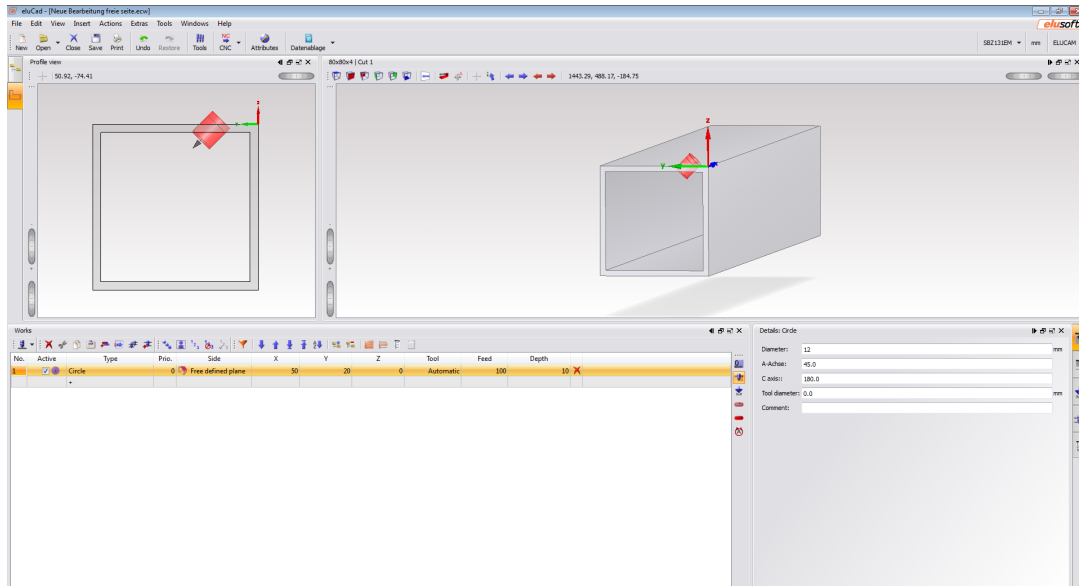 eluCad - [Neue Bearbeitung freie seite.ecw]
File Edit View Insert Actions Extras Tools Windows Help
elusoft
New Open Close Save Print Undo Restore Tools CNC Attributes Datenablage
SBZ131EM mm ELUCAM
Profile view
80x80x4 | Cut 1
50.92, -74.41
1443.29, 488.17, -184.75
Z
Y
Works
Details: Circle
No. Active Type Prio. Side X Y Z Tool Feed Depth
1 Circle 0 Free defined plane 50 20 0 Automatic 100 10
+
Diameter: 12 mm
A-Achse: 45.0
C axis:: 180.0
Tool diameter: 0.0 mm
Comment: